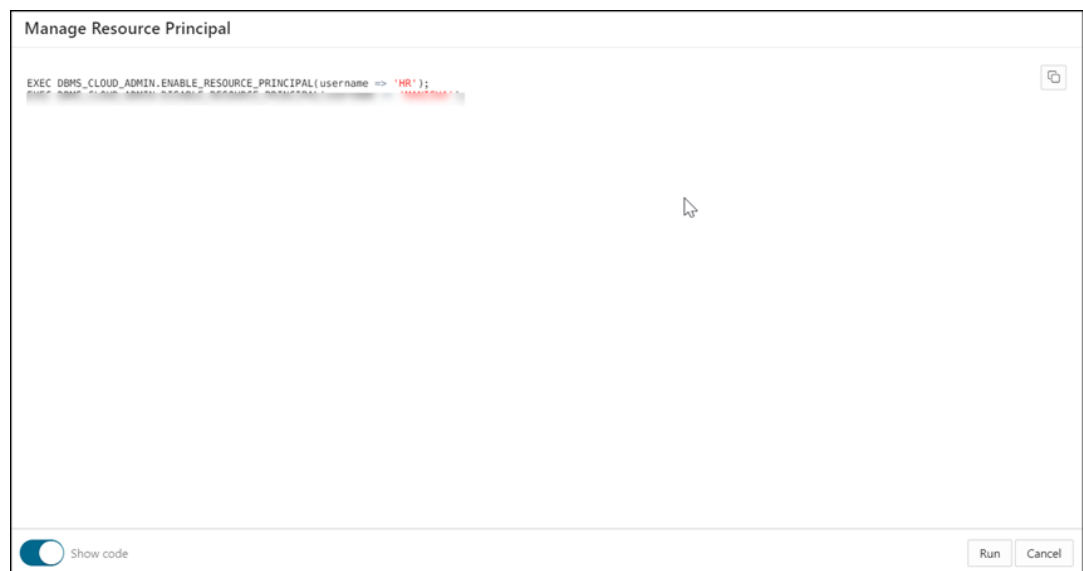 Manage Resource Principal
EXEC DBMS_CLOUD_ADMIN.ENABLE_RESOURCE_PRINCIPAL(username => 'HR');
Show code
Run
Cancel